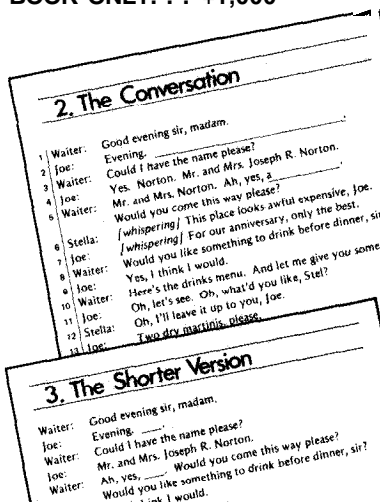 BOOK ONLY. . . 1,000
2. The Conversation
1 Waiter: Good evening sir, madam.
2 Joe: Evening. ____________.
3 Waiter: Could I have the name please?
4 Joe: Yes. Norton. Mr. and Mrs. Joseph R. Norton.
5 Waiter: Mr. and Mrs. Norton. Ah, yes, a ____________.
Would you come this way please?
6 Stella: [whispering] This place looks awful expensive, Joe.
7 Joe: [whispering] For our anniversary, only the best.
8 Waiter: Would you like something to drink before dinner, sir
9 Joe: Yes, I think I would.
10 Waiter: Here's the drinks menu. And let me give you some
11 Joe: Oh, let's see. Oh, what'd you like, Stel?
12 Stella: Oh, I'll leave it up to you, Joe.
13 Joe: Two dry martinis, please.
3. The Shorter Version
Waiter: Good evening sir, madam.
Joe: Evening. ____.
Waiter: Could I have the name please?
Joe: Mr. and Mrs. Joseph R. Norton.
Waiter: Ah, yes, ____. Would you come this way please?
Would you like something to drink before dinner, sir?
think I would.